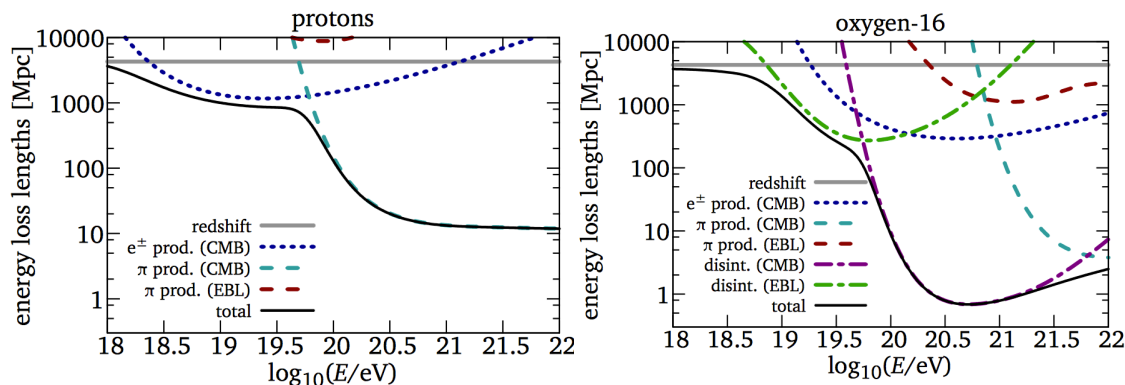 protons
energy loss lengths [Mpc]
10000
1000
100
10
1
redshift
e± prod. (CMB)
π prod. (CMB)
π prod. (EBL)
total
18 18.5 19 19.5 20 20.5 21 21.5 22
log₁₀(E/eV)
oxygen-16
energy loss lengths [Mpc]
10000
1000
100
10
1
redshift
e± prod. (CMB)
π prod. (CMB)
π prod. (EBL)
disint. (CMB)
disint. (EBL)
total
18 18.5 19 19.5 20 20.5 21 21.5 22
log₁₀(E/eV)